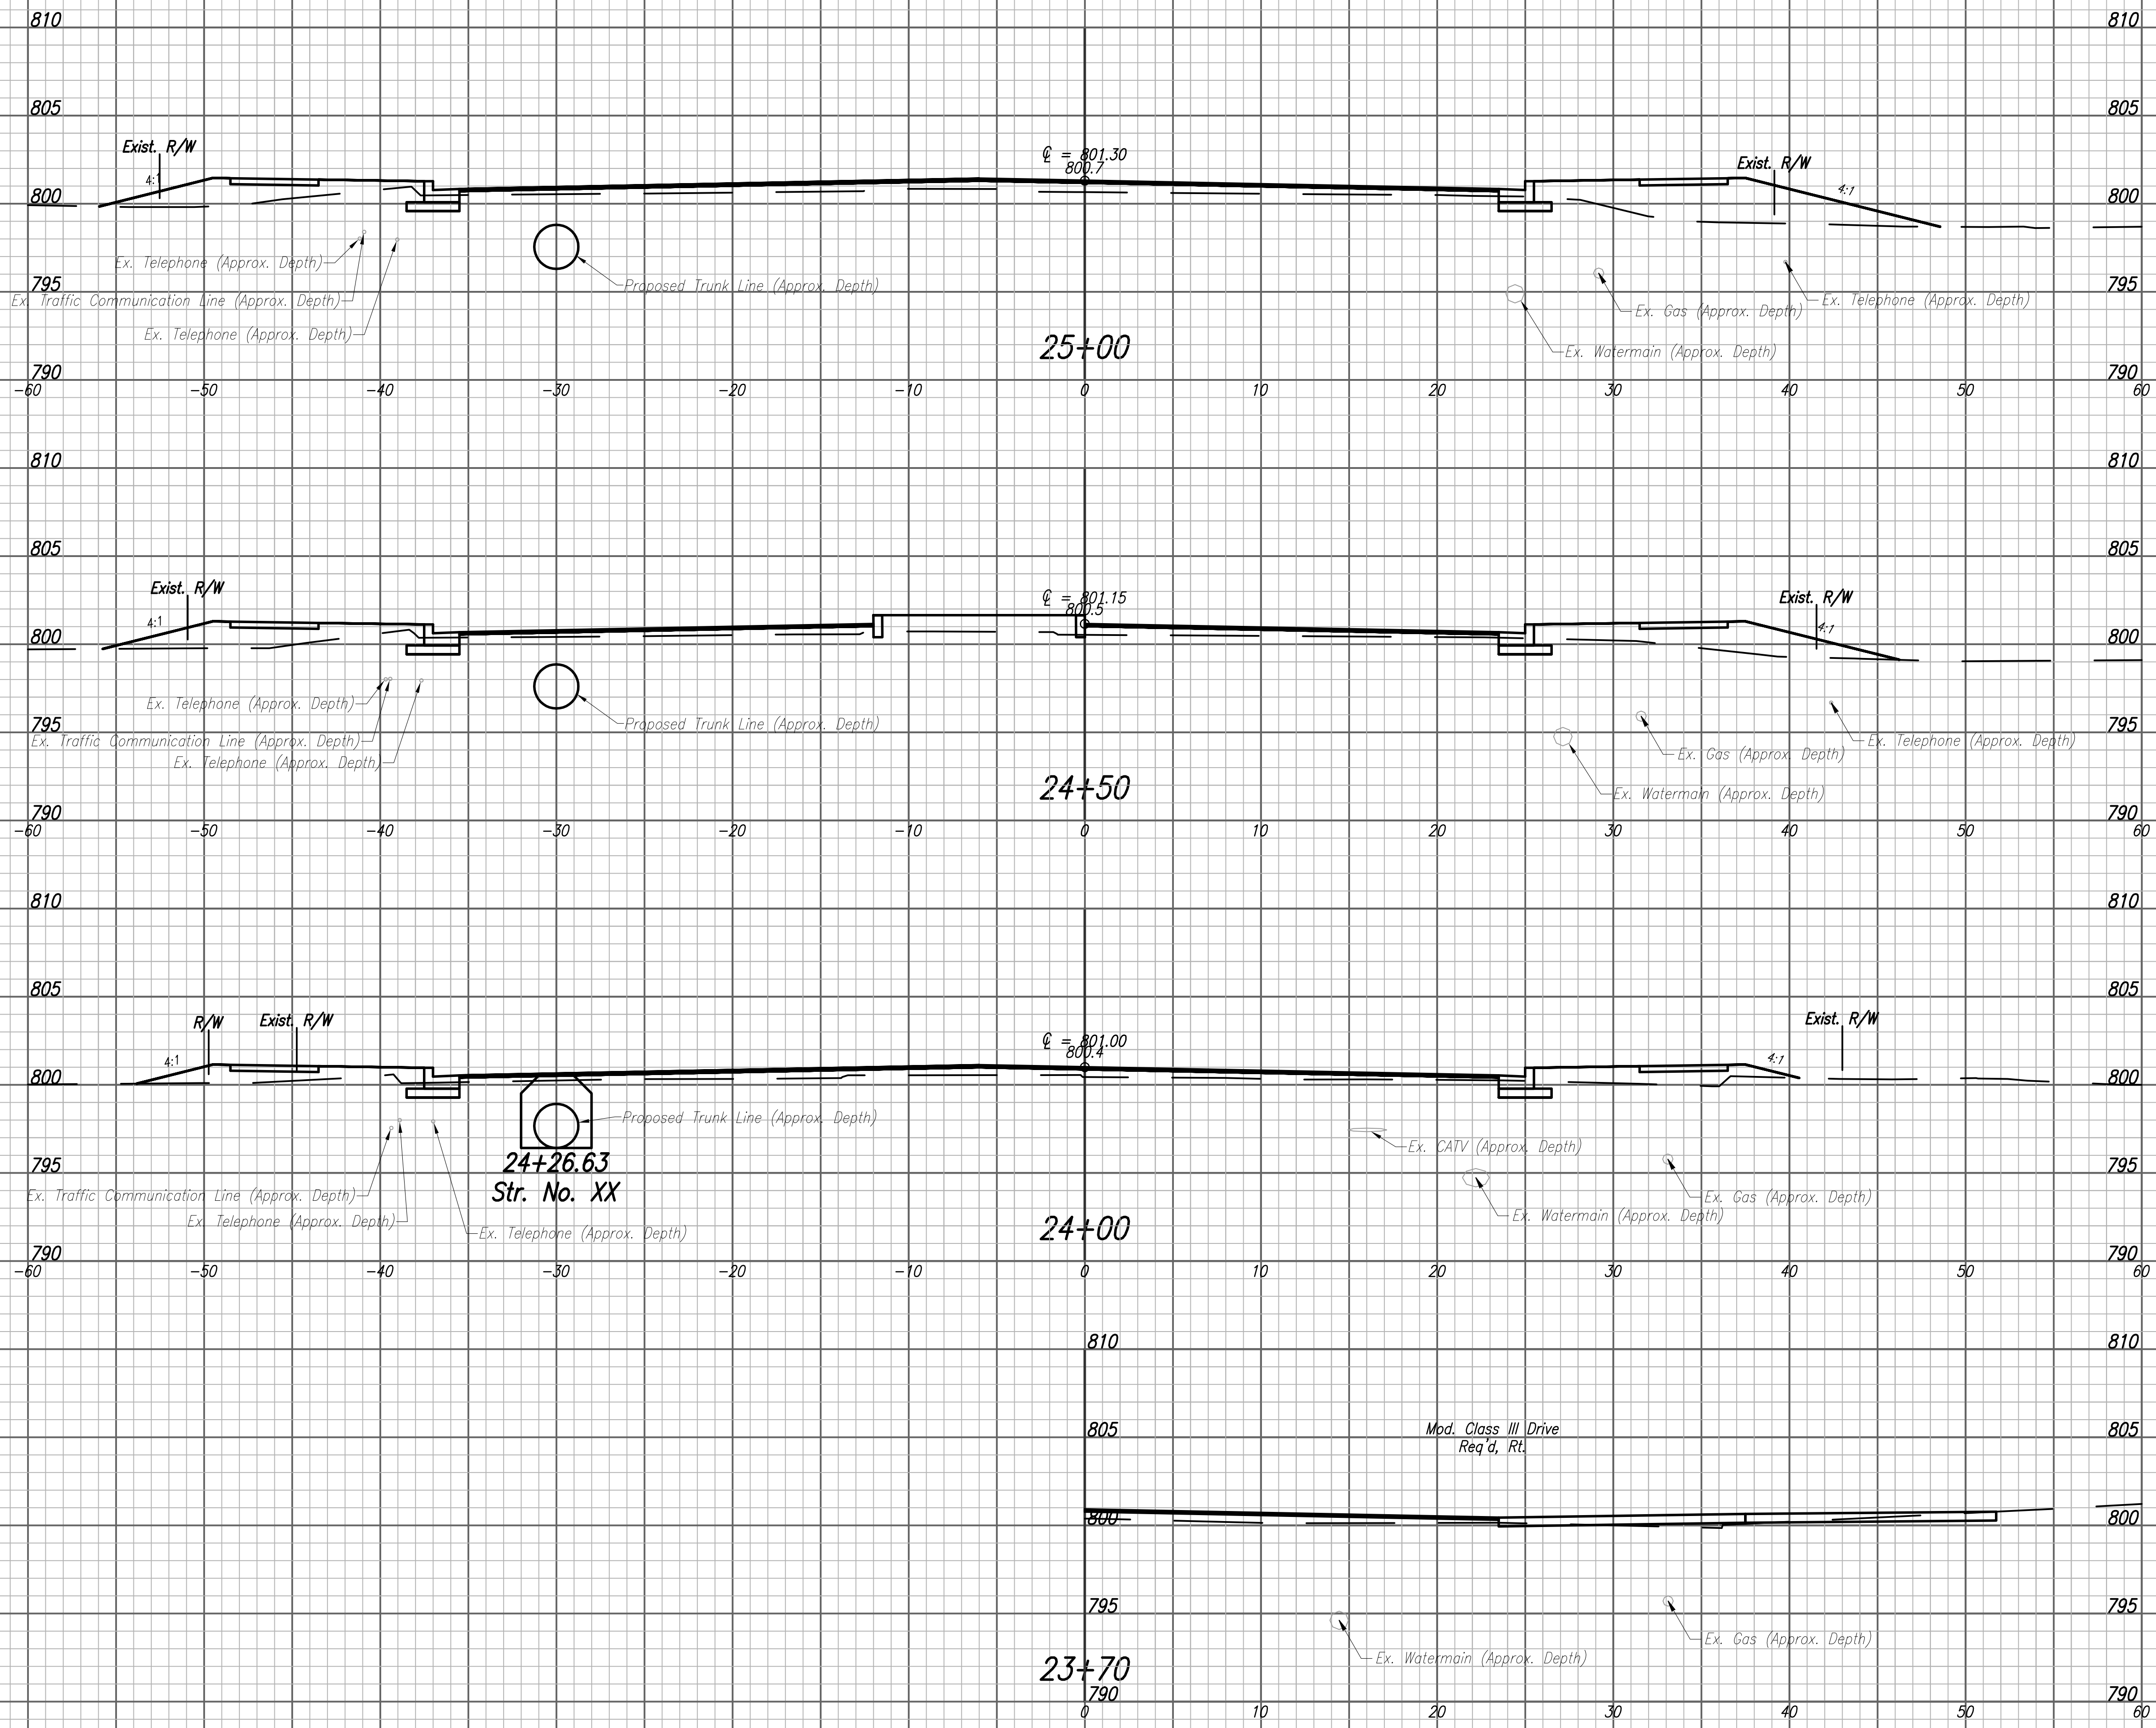 810 810
805 805
Exist. R/W
℄ = 801.30
800.7
Exist. R/W
4:1
4:1
800 800
Ex. Telephone (Approx. Depth)
Proposed Trunk Line (Approx. Depth)
795 795
Ex. Traffic Communication Line (Approx. Depth)
Ex. Telephone (Approx. Depth)
Ex. Gas (Approx. Depth)
Ex. Telephone (Approx. Depth)
25+00
Ex. Watermain (Approx. Depth)
790 790
-60 -50 -40 -30 -20 -10 0 10 20 30 40 50 60
810 810
805 805
Exist. R/W
℄ = 801.15
800.5
Exist. R/W
4:1
4:1
800 800
Ex. Telephone (Approx. Depth)
Proposed Trunk Line (Approx. Depth)
795 795
Ex. Traffic Communication Line (Approx. Depth)
Ex. Telephone (Approx. Depth)
Ex. Telephone (Approx. Depth)
Ex. Gas (Approx. Depth)
24+50
Ex. Watermain (Approx. Depth)
790 790
-60 -50 -40 -30 -20 -10 0 10 20 30 40 50 60
810 810
805 805
R/W
Exist. R/W
℄ = 801.00
800.4
Exist. R/W
4:1
4:1
800 800
Proposed Trunk Line (Approx. Depth)
Ex. CATV (Approx. Depth)
24+26.63
Str. No. XX
795 795
Ex. Traffic Communication Line (Approx. Depth)
Ex. Telephone (Approx. Depth)
Ex. Telephone (Approx. Depth)
Ex. Gas (Approx. Depth)
Ex. Watermain (Approx. Depth)
24+00
790 790
-60 -50 -40 -30 -20 -10 0 10 20 30 40 50 60
810 810
805 805
Mod. Class III Drive
Req'd, Rt.
800 800
795 795
Ex. Gas (Approx. Depth)
Ex. Watermain (Approx. Depth)
23+70
790 790
0 10 20 30 40 50 60